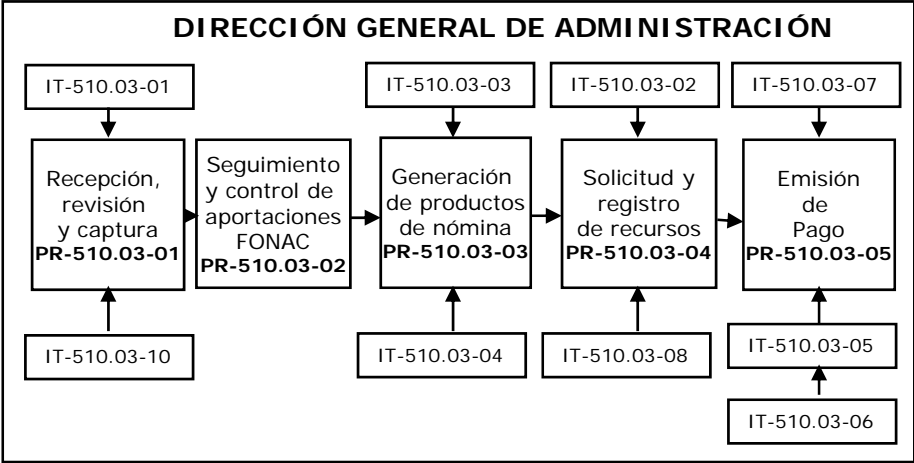 DIRECCIÓN GENERAL DE ADMINISTRACIÓN
IT-510.03-01
IT-510.03-03
IT-510.03-02
IT-510.03-07
Recepción,
revisión
y captura
PR-510.03-01
Seguimiento
y control de
aportaciones
FONAC
PR-510.03-02
Generación
de productos
de nómina
PR-510.03-03
Solicitud y
registro
de recursos
PR-510.03-04
Emisión
de
Pago
PR-510.03-05
IT-510.03-10
IT-510.03-04
IT-510.03-08
IT-510.03-05
IT-510.03-06